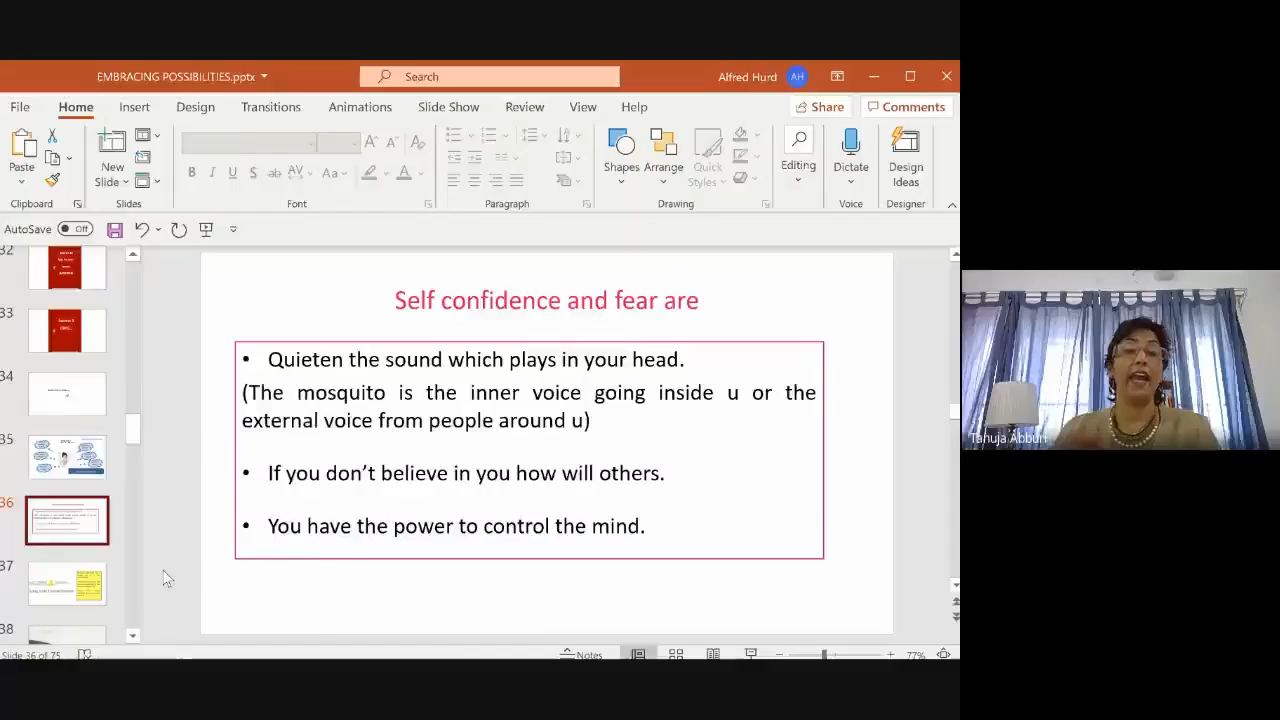 EMBRACING POSSIBILITIES.pptx
Search
Alfred Hurd
AH
File
Home
Insert
Design
Transitions
Animations
Slide Show
Review
View
Help
Share
Comments
Paste
New
Slide
Shapes
Arrange
Quick
Styles
Editing
Dictate
Design
Ideas
Clipboard
Slides
Font
Paragraph
Drawing
Voice
Designer
AutoSave
Off
32
33
34
35
36
37
38
Self confidence and fear are
• Quieten the sound which plays in your head.
(The mosquito is the inner voice going inside u or the
external voice from people around u)
• If you don’t believe in you how will others.
• You have the power to control the mind.
Tanuja Abburi
Slide 36 of 75
Notes
77%